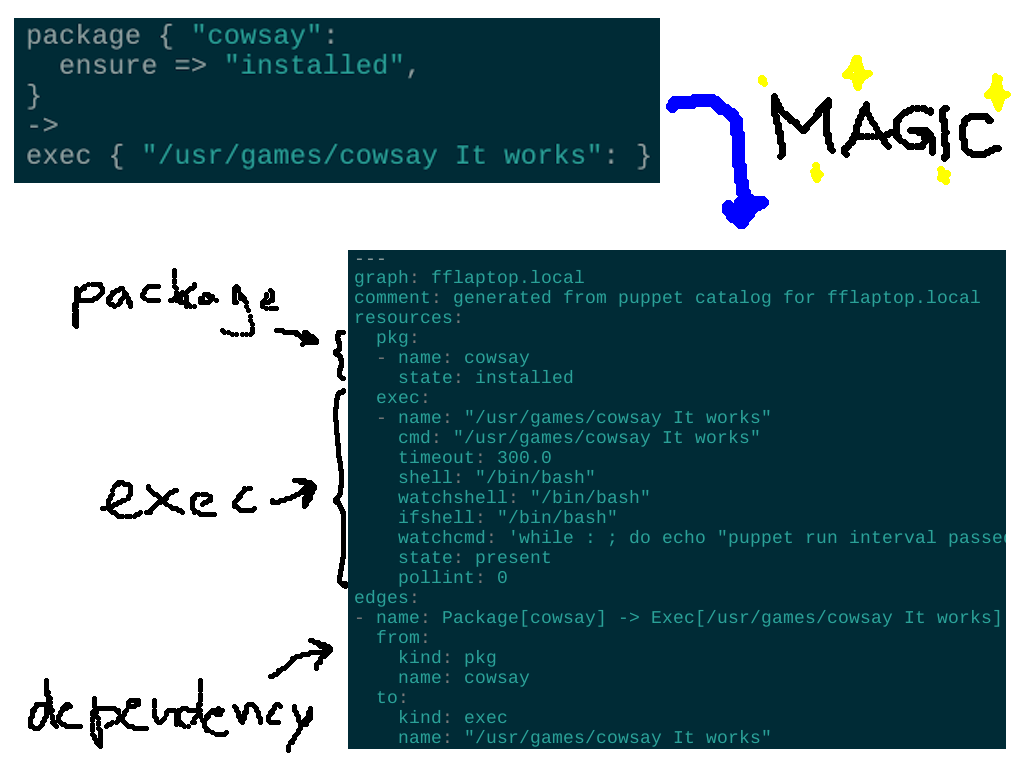 package { "cowsay":
  ensure => "installed",
}
->
exec { "/usr/games/cowsay It works": }
MAGIC
---
graph: fflaptop.local
comment: generated from puppet catalog for fflaptop.local
resources:
package
  pkg:
  - name: cowsay
    state: installed
  exec:
  - name: "/usr/games/cowsay It works"
    cmd: "/usr/games/cowsay It works"
    timeout: 300.0
    shell: "/bin/bash"
exec
    watchshell: "/bin/bash"
    ifshell: "/bin/bash"
    watchcmd: 'while : ; do echo "puppet run interval passe
    state: present
    pollint: 0
edges:
- name: Package[cowsay] -> Exec[/usr/games/cowsay It works]
  from:
    kind: pkg
    name: cowsay
dependency
  to:
    kind: exec
    name: "/usr/games/cowsay It works"